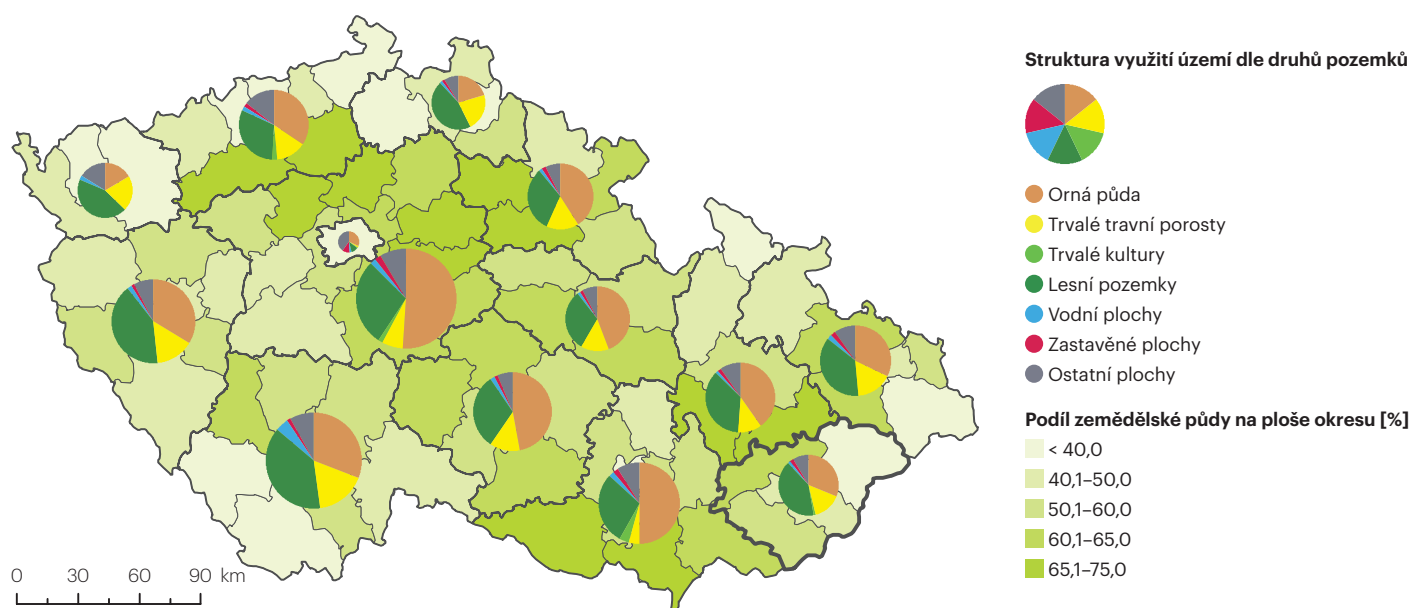 Struktura využití území dle druhů pozemků
Orná půda
Trvalé travní porosty
Trvalé kultury
Lesní pozemky
Vodní plochy
Zastavěné plochy
Ostatní plochy
Podíl zemědělské půdy na ploše okresu [%]
< 40,0
40,1–50,0
50,1–60,0
60,1–65,0
65,1–75,0
0 30 60 90 km